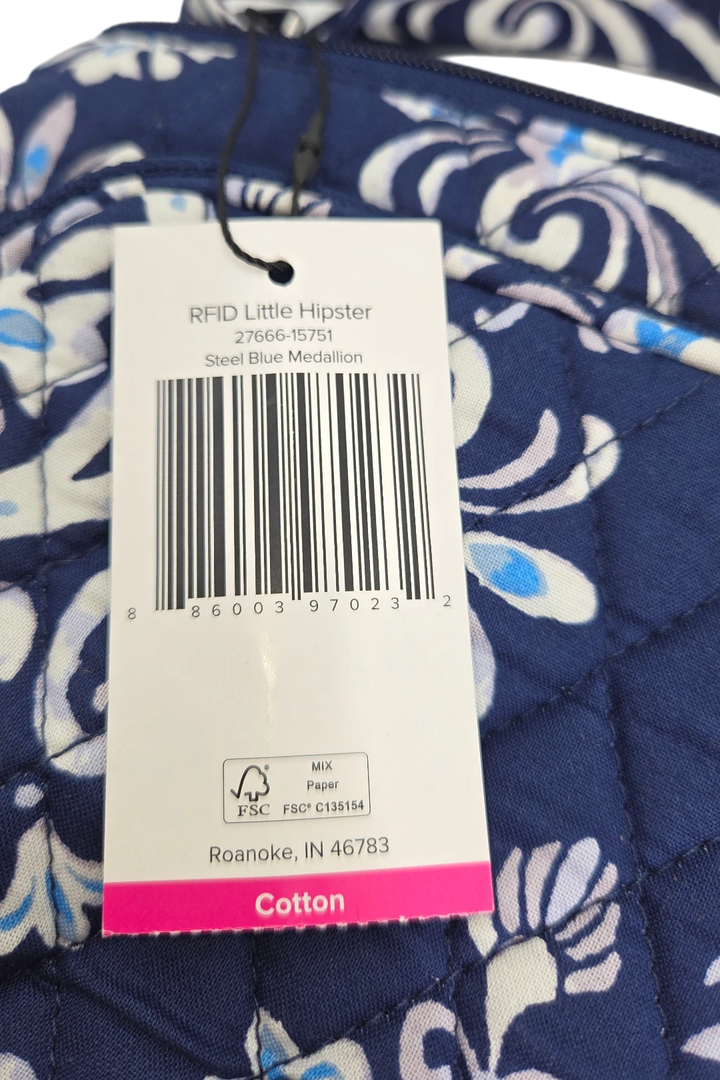 RFID Little Hipster
27666-15751
Steel Blue Medallion
8 86003 97023 2
MIX
Paper
FSC® C135154
FSC
Roanoke, IN 46783
Cotton